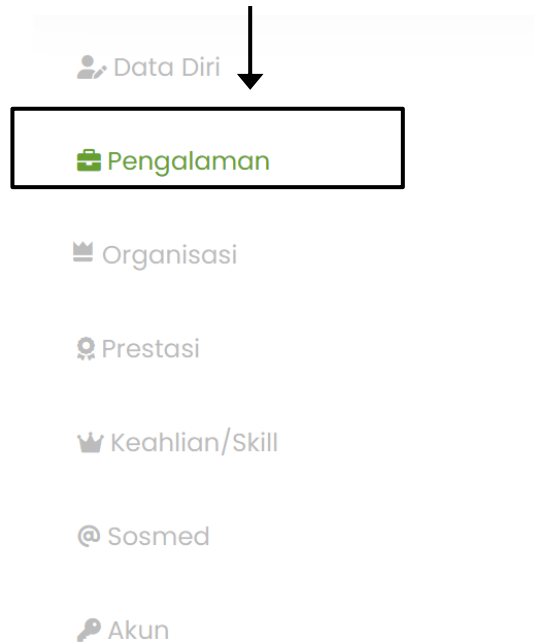 Data Diri
Pengalaman
Organisasi
Prestasi
Keahlian/Skill
Sosmed
Akun